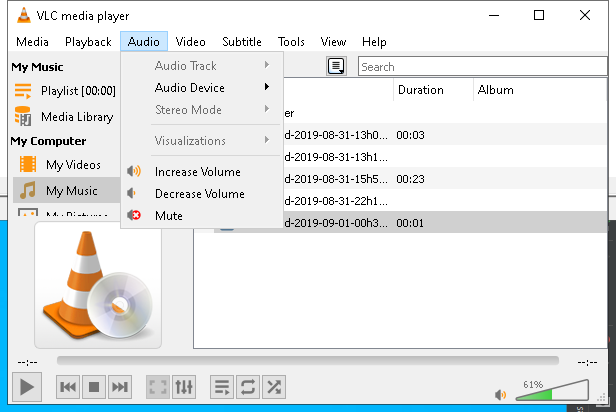 VLC media player
Media Playback Audio Video Subtitle Tools View Help
My Music
Playlist [00:00]
Media Library
My Computer
My Videos
My Music
My Pictures
Audio Track
Audio Device
Stereo Mode
Visualizations
Increase Volume
Decrease Volume
Mute
Search
Duration Album
er
d-2019-08-31-13h0... 00:03
d-2019-08-31-13h1...
d-2019-08-31-15h5... 00:23
d-2019-08-31-22h1...
d-2019-09-01-00h3... 00:01
--:-- --:--
61%